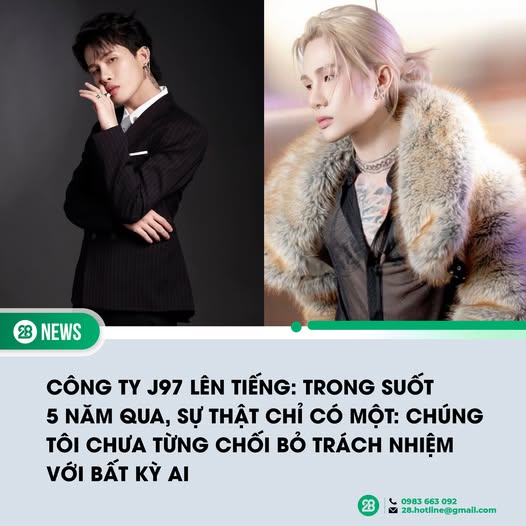 28 NEWS
CÔNG TY J97 LÊN TIẾNG: TRONG SUỐT
5 NĂM QUA, SỰ THẬT CHỈ CÓ MỘT: CHÚNG
TÔI CHƯA TỪNG CHỐI BỎ TRÁCH NHIỆM
VỚI BẤT KỲ AI
28
0983 663 092
28.hotline@gmail.com